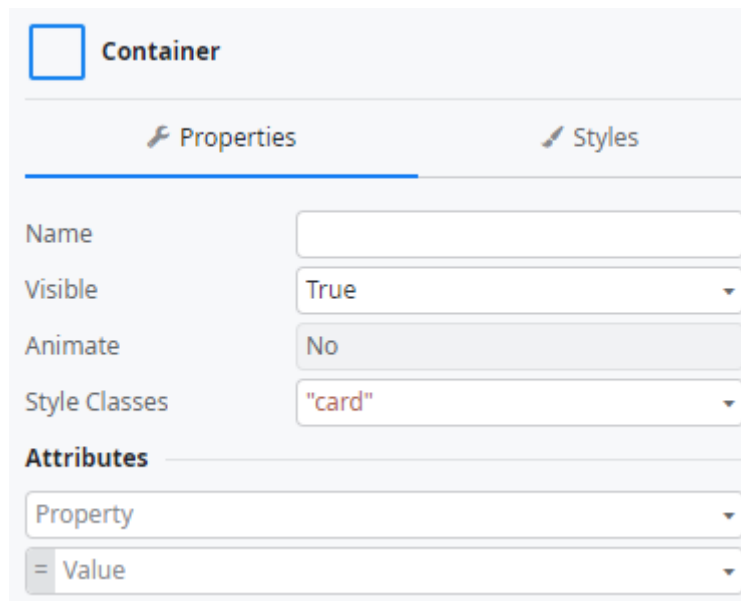 Container
Properties Styles
Name
Visible True
Animate No
Style Classes "card"
Attributes
Property
= Value